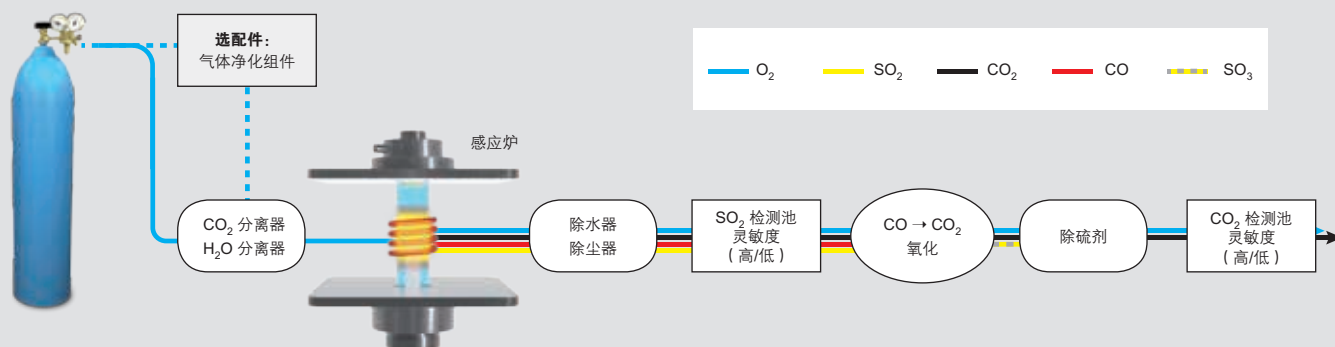 选配件：
气体净化组件
O₂
SO₂
CO₂
CO
SO₃
感应炉
CO₂ 分离器
H₂O 分离器
除水器
除尘器
SO₂ 检测池
灵敏度
（高/低）
CO → CO₂
氧化
除硫剂
CO₂ 检测池
灵敏度
（高/低）